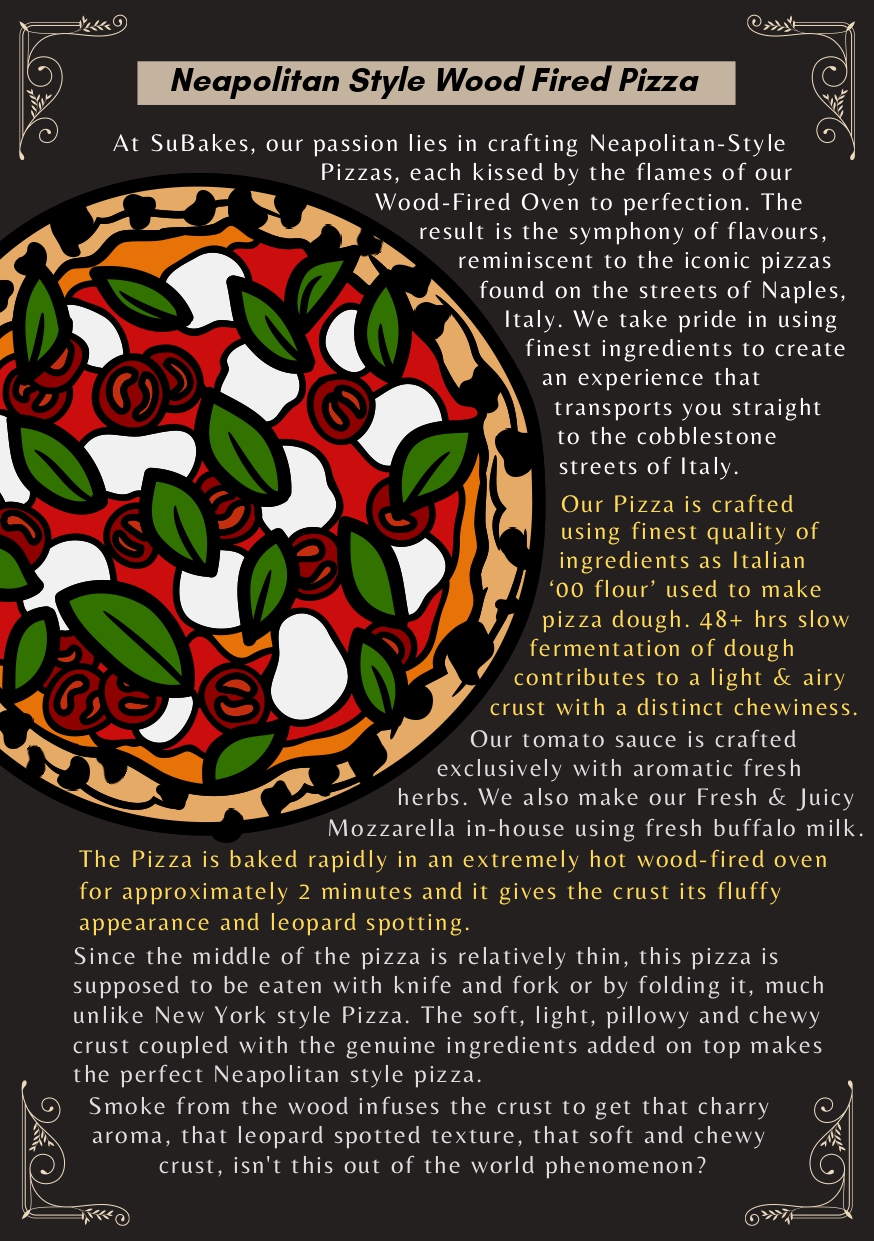 Neapolitan Style Wood Fired Pizza
At SuBakes, our passion lies in crafting Neapolitan-Style
Pizzas, each kissed by the flames of our
Wood-Fired Oven to perfection. The
result is the symphony of flavours,
reminiscent to the iconic pizzas
found on the streets of Naples,
Italy. We take pride in using
finest ingredients to create
an experience that
transports you straight
to the cobblestone
streets of Italy.
Our Pizza is crafted
using finest quality of
ingredients as Italian
‘00 flour’ used to make
pizza dough. 48+ hrs slow
fermentation of dough
contributes to a light & airy
crust with a distinct chewiness.
Our tomato sauce is crafted
exclusively with aromatic fresh
herbs. We also make our Fresh & Juicy
Mozzarella in-house using fresh buffalo milk.
The Pizza is baked rapidly in an extremely hot wood-fired oven
for approximately 2 minutes and it gives the crust its fluffy
appearance and leopard spotting.
Since the middle of the pizza is relatively thin, this pizza is
supposed to be eaten with knife and fork or by folding it, much
unlike New York style Pizza. The soft, light, pillowy and chewy
crust coupled with the genuine ingredients added on top makes
the perfect Neapolitan style pizza.
Smoke from the wood infuses the crust to get that charry
aroma, that leopard spotted texture, that soft and chewy
crust, isn't this out of the world phenomenon?